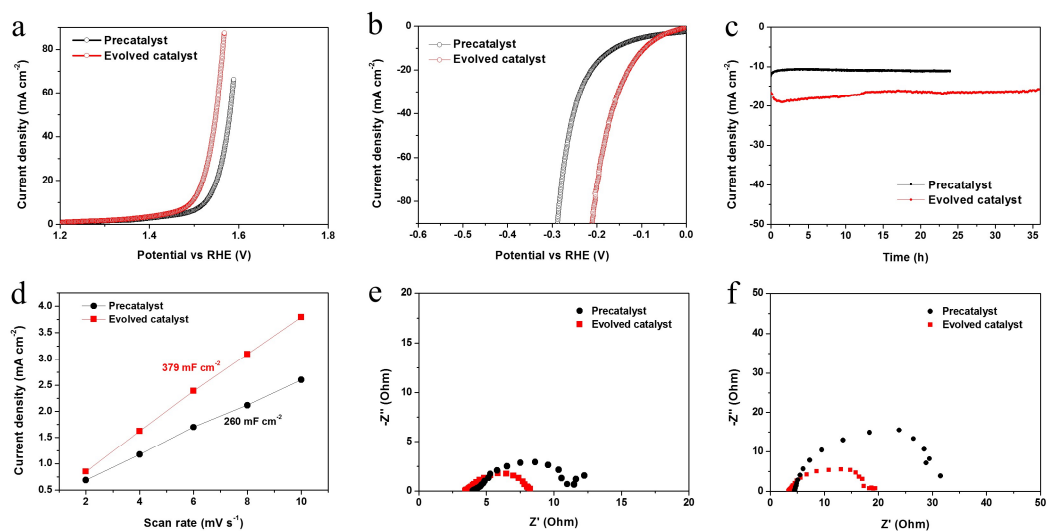 a
Precatalyst
Evolved catalyst
80
60
40
20
0
1.2
1.4
1.6
1.8
Current density (mA cm⁻²)
Potential vs RHE (V)
b
Precatalyst
Evolved catalyst
0
-20
-40
-60
-80
-0.6
-0.5
-0.4
-0.3
-0.2
-0.1
0.0
Current density (mA cm⁻²)
Potential vs RHE (V)
c
0
-10
-20
-30
-40
-50
0
5
10
15
20
25
30
35
Precatalyst
Evolved catalyst
Current density (mA cm⁻²)
Time (h)
d
Precatalyst
Evolved catalyst
379 mF cm⁻²
260 mF cm⁻²
4.0
3.5
3.0
2.5
2.0
1.5
1.0
0.5
2
4
6
8
10
Current density (mA cm⁻²)
Scan rate (mV s⁻¹)
e
Precatalyst
Evolved catalyst
20
15
10
5
0
0
5
10
15
20
-Z'' (Ohm)
Z' (Ohm)
f
Precatalyst
Evolved catalyst
50
40
30
20
10
0
0
10
20
30
40
50
-Z'' (Ohm)
Z' (Ohm)